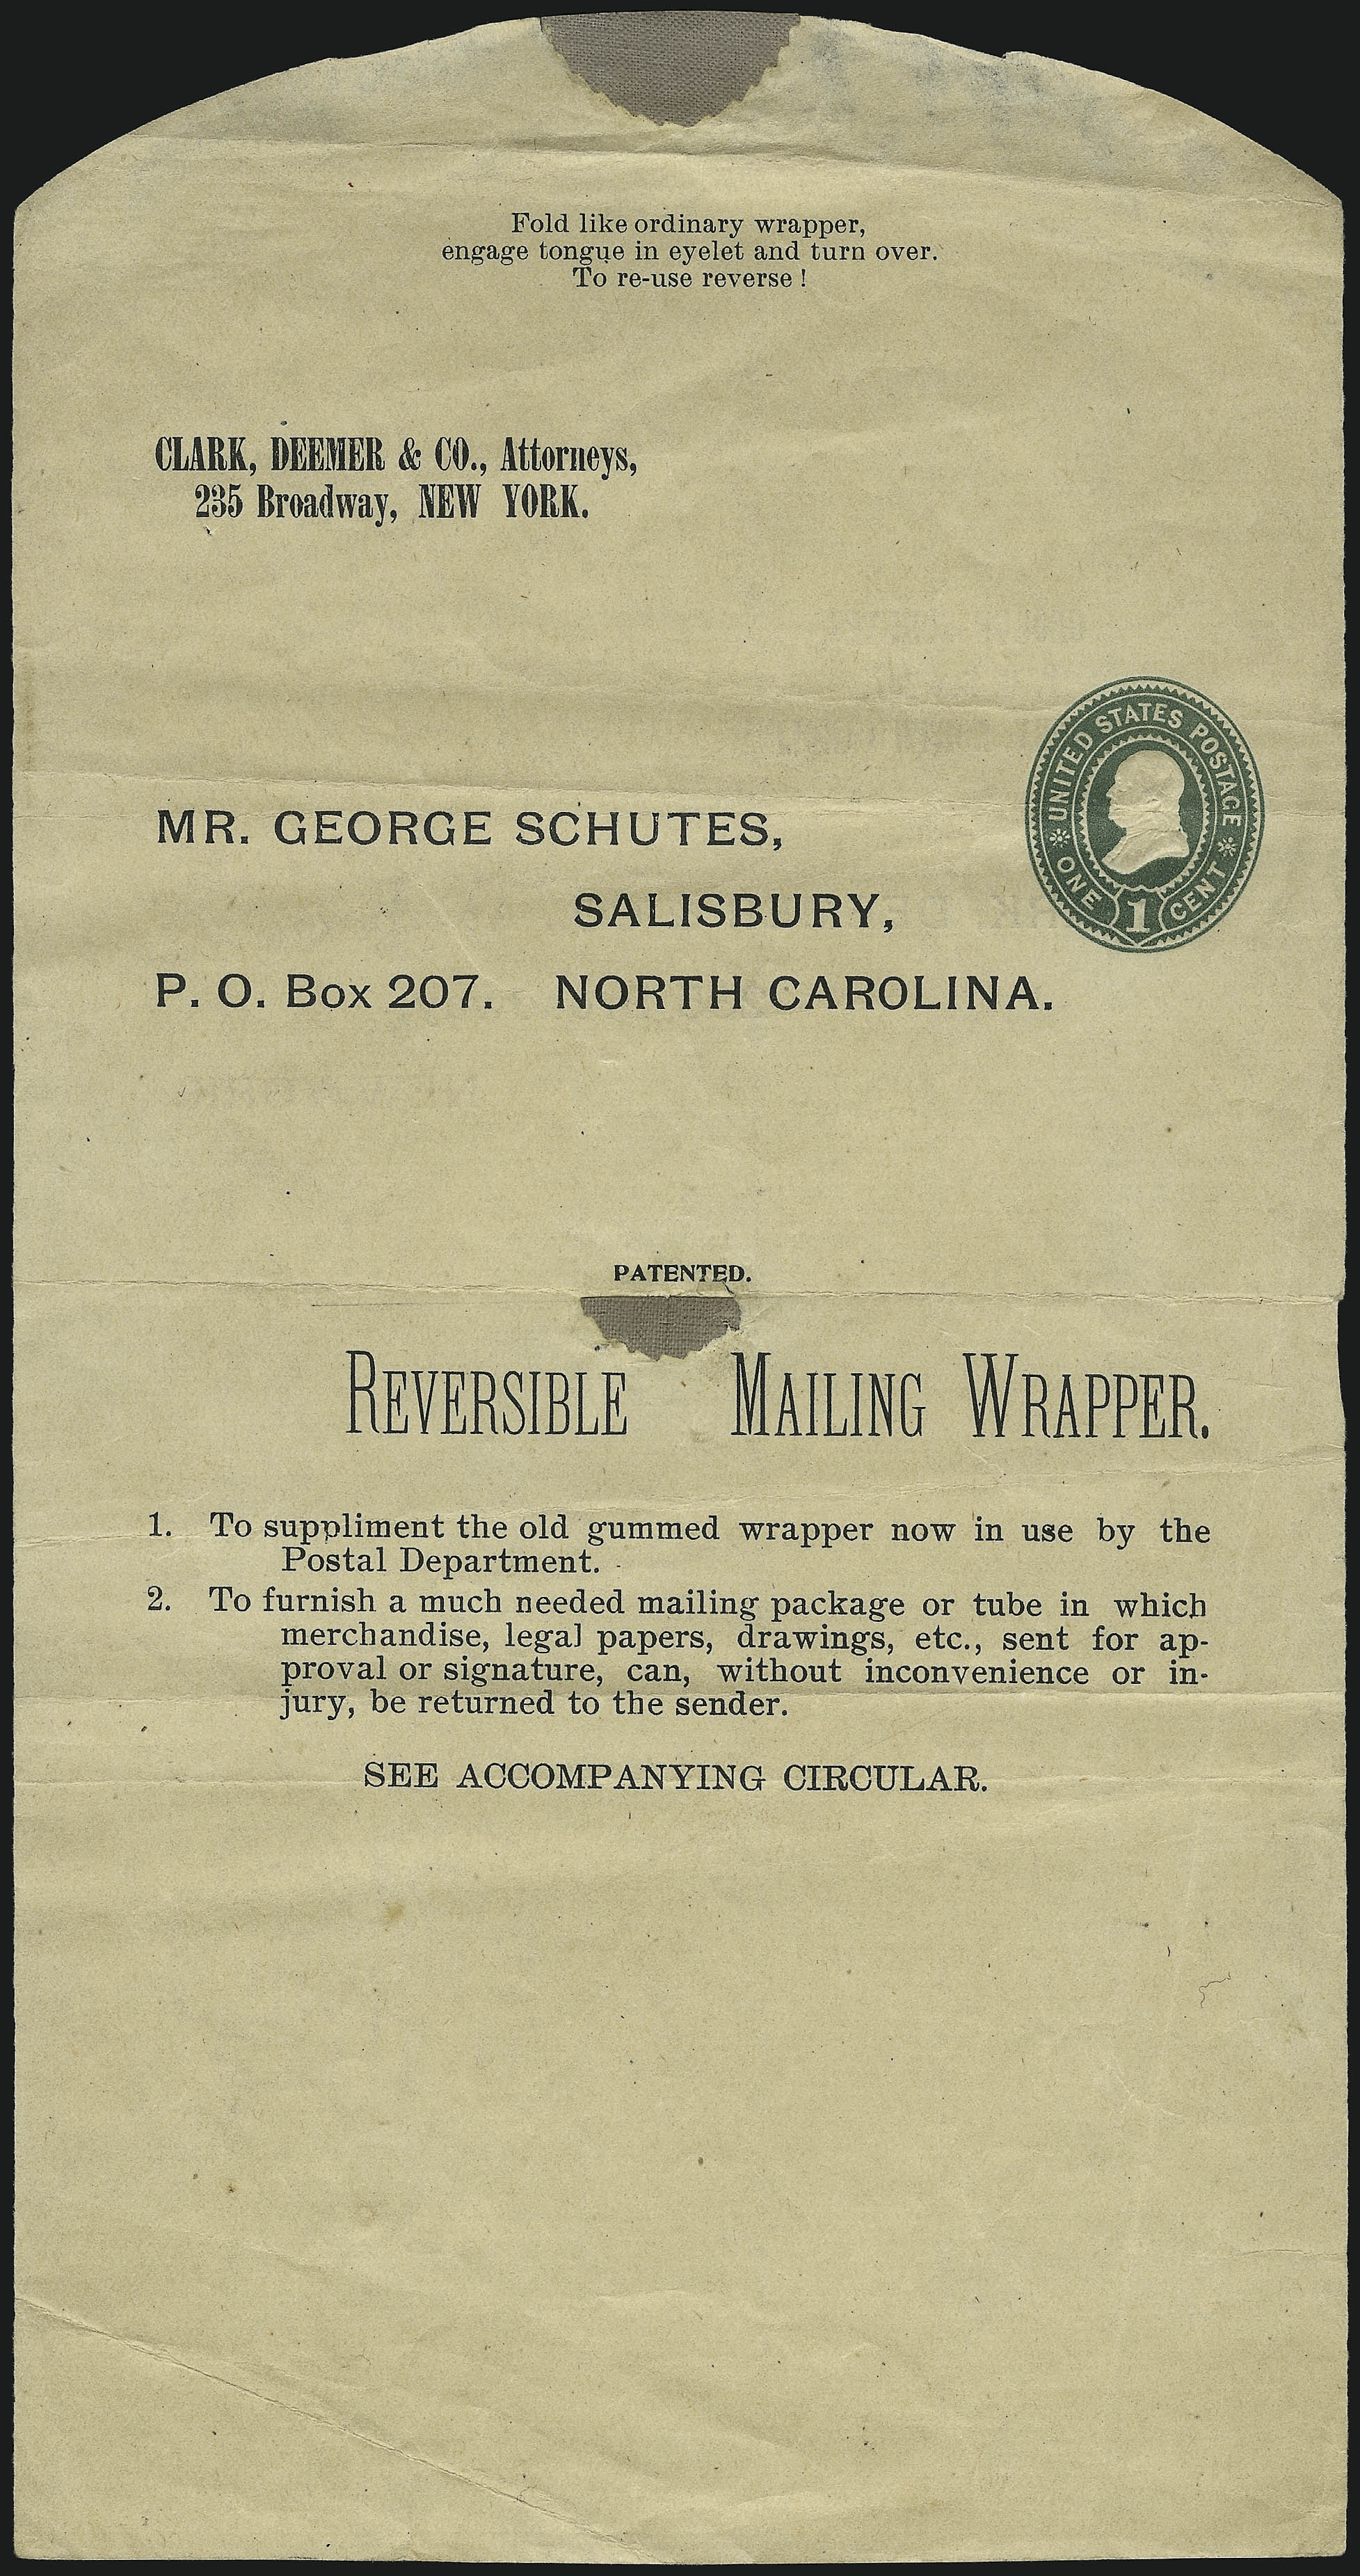 Fold like ordinary wrapper,
engage tongue in eyelet and turn over.
To re-use reverse !
CLARK, DEEMER & CO., Attorneys,
235 Broadway, NEW YORK.
UNITED STATES POSTAGE
ONE 1 CENT
MR. GEORGE SCHUTES,
SALISBURY,
P. O. Box 207. NORTH CAROLINA.
PATENTED.
REVERSIBLE MAILING WRAPPER.
1. To suppliment the old gummed wrapper now in use by the
Postal Department.
2. To furnish a much needed mailing package or tube in which
merchandise, legal papers, drawings, etc., sent for ap-
proval or signature, can, without inconvenience or in-
jury, be returned to the sender.
SEE ACCOMPANYING CIRCULAR.